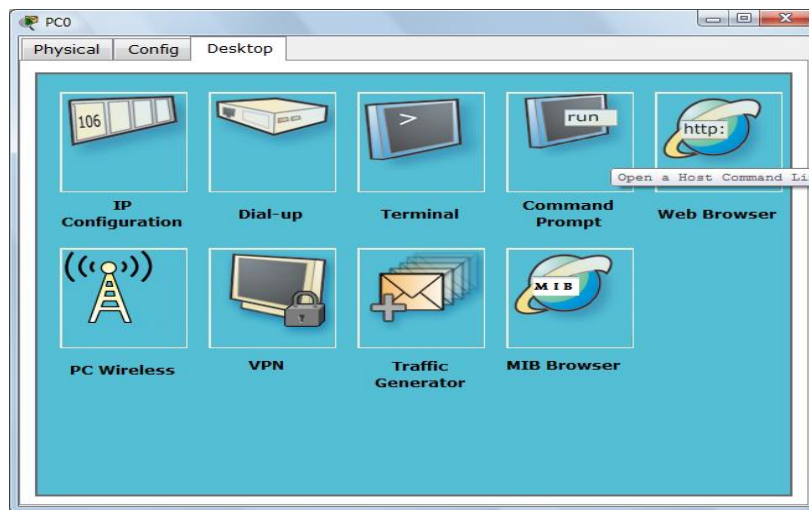 PC0
Physical Config Desktop
106
>
run
http:
Open a Host Command Li
IP
Configuration
Dial-up
Terminal
Command
Prompt
Web Browser
MIB
PC Wireless
VPN
Traffic
Generator
MIB Browser